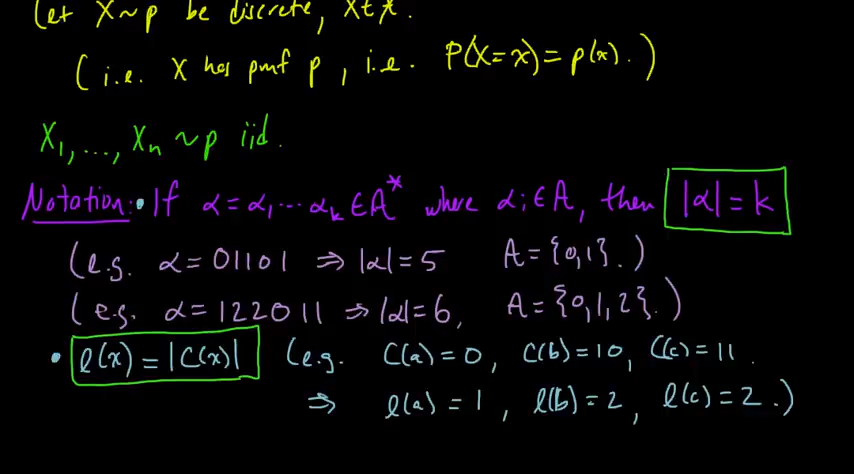 Let X~p be discrete, X∈𝒳.
(i.e. X has pmf p, i.e. P(X=x)=p(x).)
X₁,...,Xₙ ~p iid.
Notation: • If α=α₁⋯αₖ∈A* where αᵢ∈A, then |α|=k
(e.g. α=01101 ⇒ |α|=5 A={0,1}.)
(e.g. α=122011 ⇒ |α|=6, A={0,1,2}.)
• l(x)=|C(x)| (e.g. C(a)=0, C(b)=10, C(c)=11.
⇒ l(a)=1, l(b)=2, l(c)=2.)